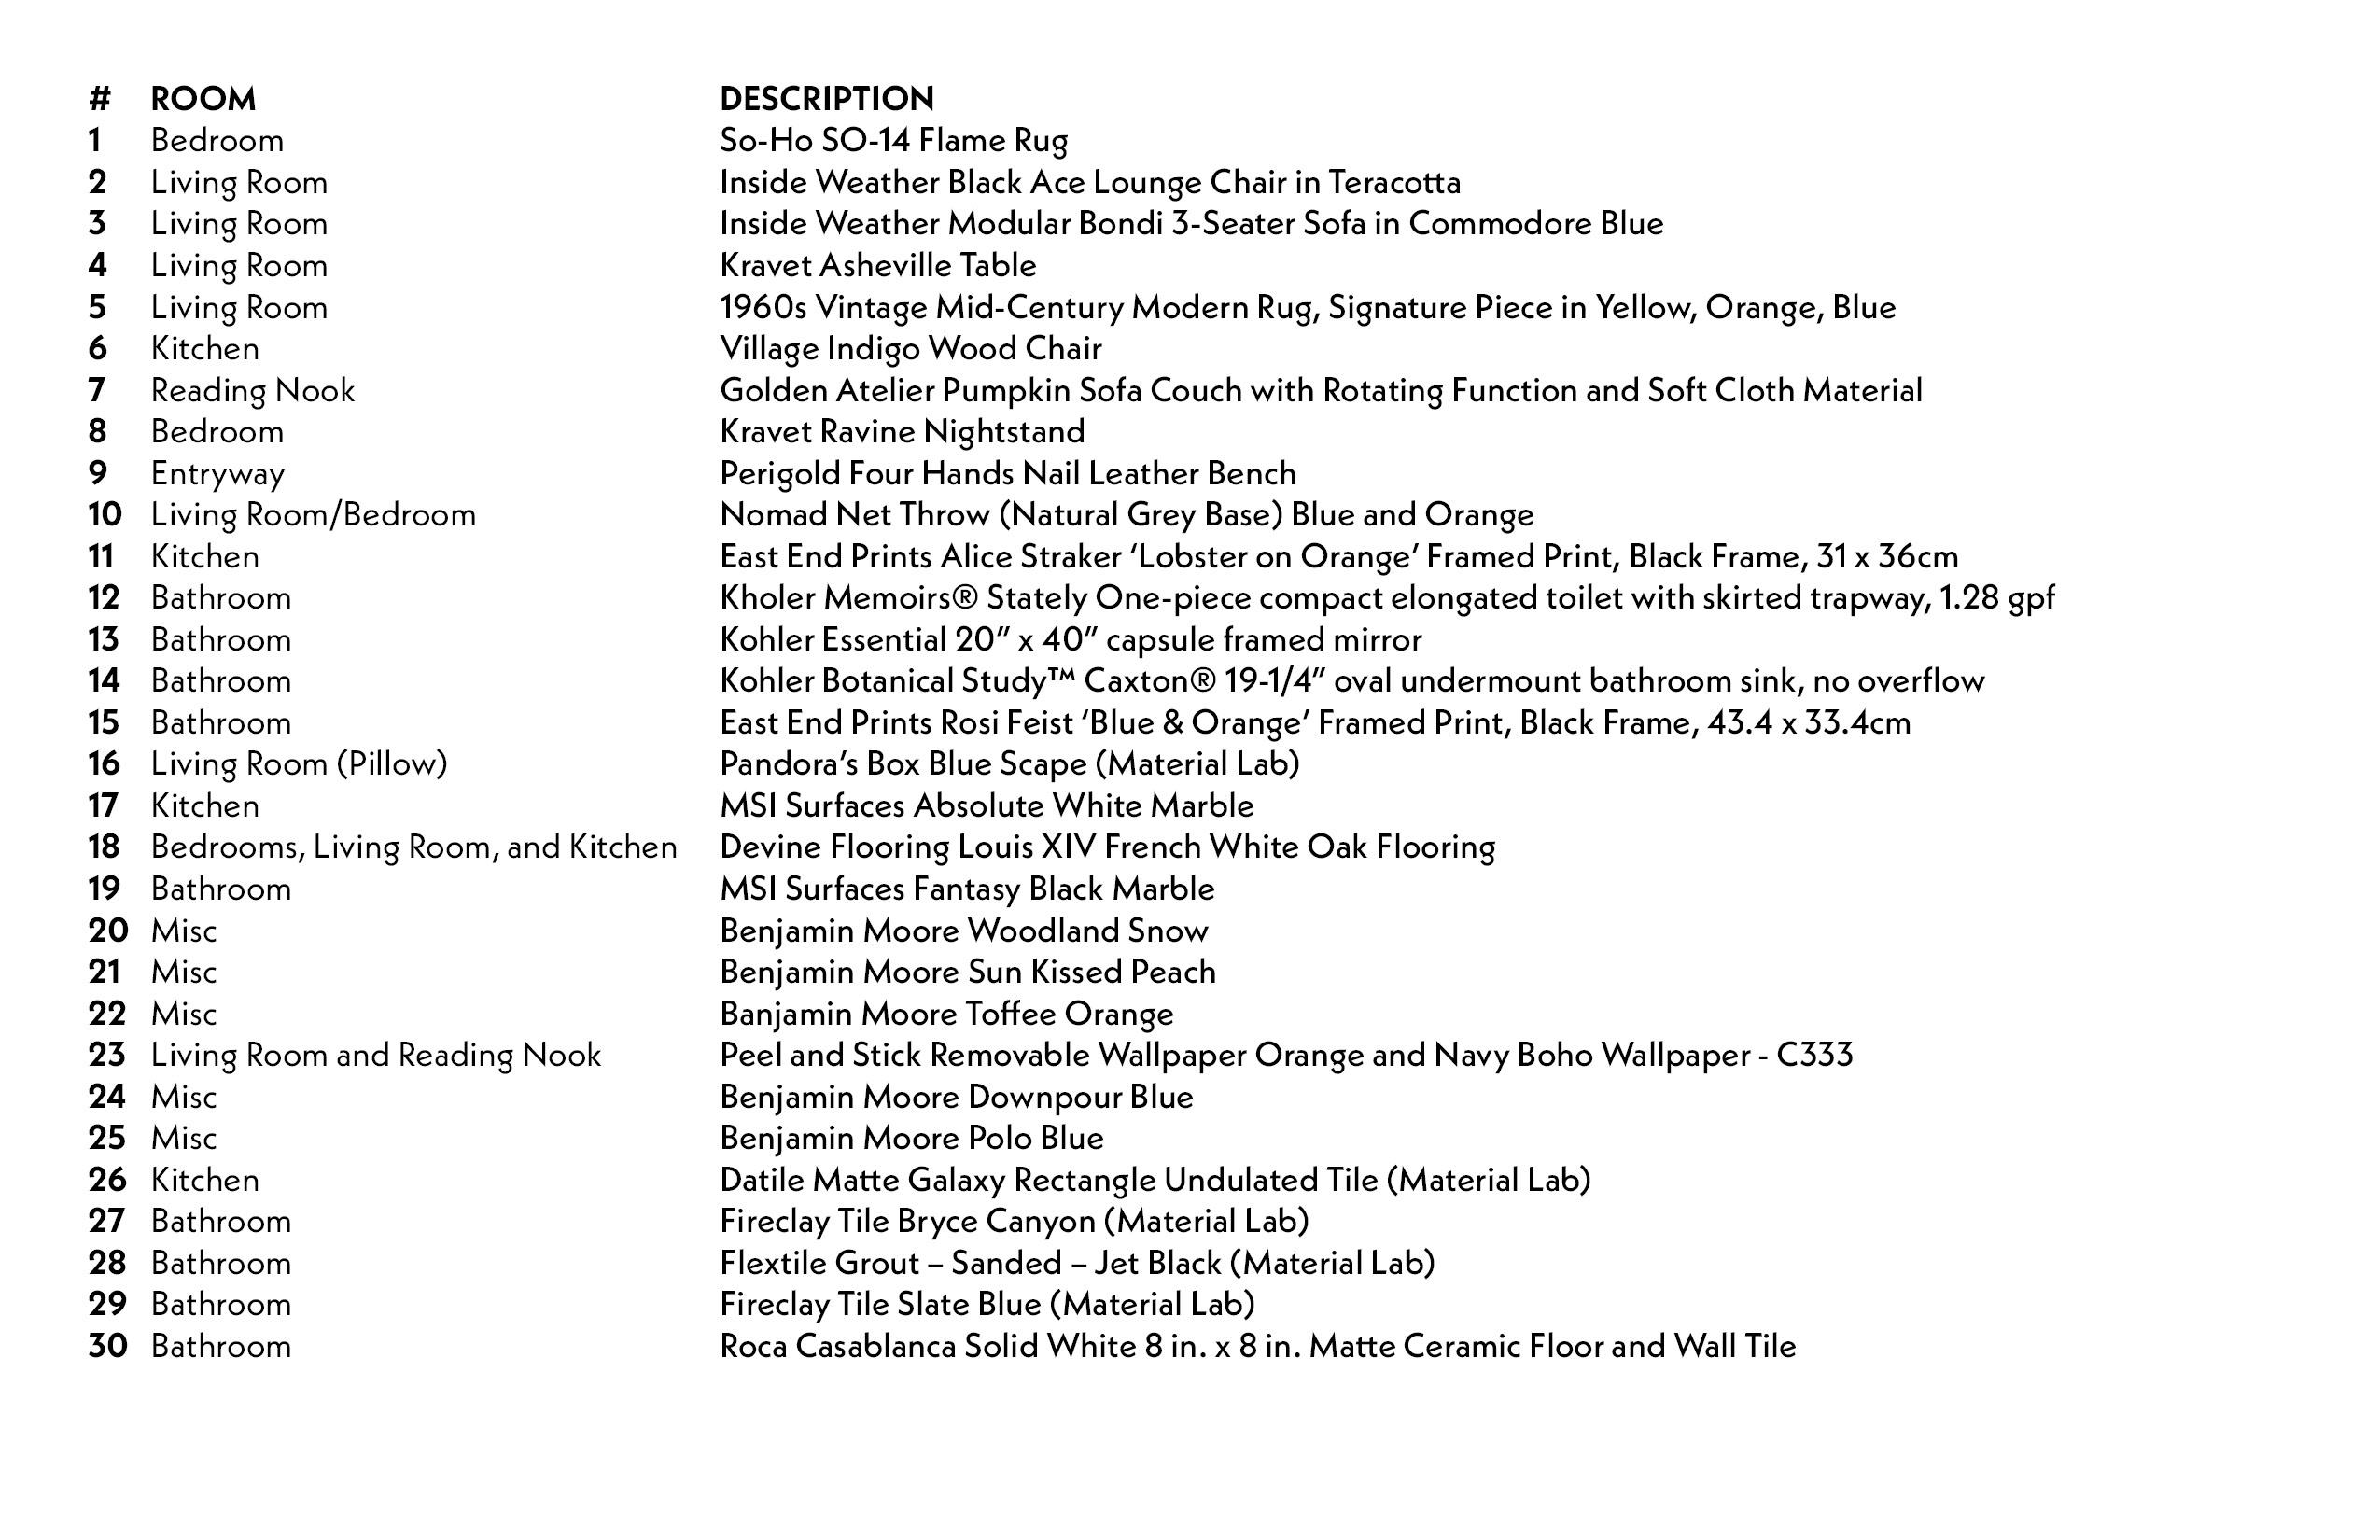 # ROOM DESCRIPTION
1 Bedroom So-Ho SO-14 Flame Rug
2 Living Room Inside Weather Black Ace Lounge Chair in Teracotta
3 Living Room Inside Weather Modular Bondi 3-Seater Sofa in Commodore Blue
4 Living Room Kravet Asheville Table
5 Living Room 1960s Vintage Mid-Century Modern Rug, Signature Piece in Yellow, Orange, Blue
6 Kitchen Village Indigo Wood Chair
7 Reading Nook Golden Atelier Pumpkin Sofa Couch with Rotating Function and Soft Cloth Material
8 Bedroom Kravet Ravine Nightstand
9 Entryway Perigold Four Hands Nail Leather Bench
10 Living Room/Bedroom Nomad Net Throw (Natural Grey Base) Blue and Orange
11 Kitchen East End Prints Alice Straker ‘Lobster on Orange’ Framed Print, Black Frame, 31 x 36cm
12 Bathroom Kholer Memoirs® Stately One-piece compact elongated toilet with skirted trapway, 1.28 gpf
13 Bathroom Kohler Essential 20” x 40” capsule framed mirror
14 Bathroom Kohler Botanical Study™ Caxton® 19-1/4” oval undermount bathroom sink, no overflow
15 Bathroom East End Prints Rosi Feist ‘Blue & Orange’ Framed Print, Black Frame, 43.4 x 33.4cm
16 Living Room (Pillow) Pandora’s Box Blue Scape (Material Lab)
17 Kitchen MSI Surfaces Absolute White Marble
18 Bedrooms, Living Room, and Kitchen Devine Flooring Louis XIV French White Oak Flooring
19 Bathroom MSI Surfaces Fantasy Black Marble
20 Misc Benjamin Moore Woodland Snow
21 Misc Benjamin Moore Sun Kissed Peach
22 Misc Banjamin Moore Toffee Orange
23 Living Room and Reading Nook Peel and Stick Removable Wallpaper Orange and Navy Boho Wallpaper - C333
24 Misc Benjamin Moore Downpour Blue
25 Misc Benjamin Moore Polo Blue
26 Kitchen Datile Matte Galaxy Rectangle Undulated Tile (Material Lab)
27 Bathroom Fireclay Tile Bryce Canyon (Material Lab)
28 Bathroom Flextile Grout – Sanded – Jet Black (Material Lab)
29 Bathroom Fireclay Tile Slate Blue (Material Lab)
30 Bathroom Roca Casablanca Solid White 8 in. x 8 in. Matte Ceramic Floor and Wall Tile